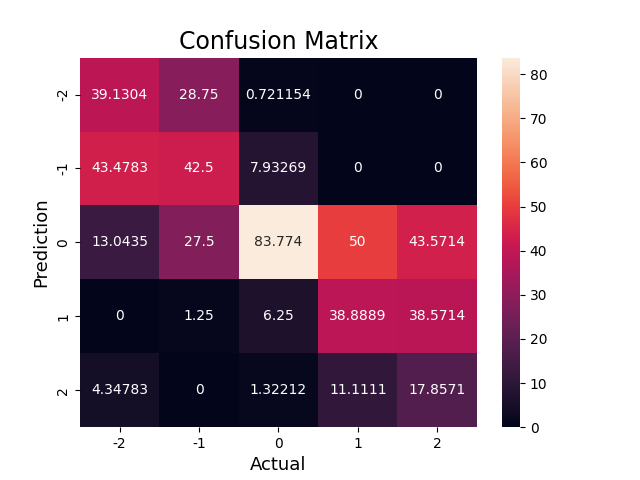 Confusion Matrix
Prediction
-2 39.1304 28.75 0.721154 0 0
-1 43.4783 42.5 7.93269 0 0
0 13.0435 27.5 83.774 50 43.5714
1 0 1.25 6.25 38.8889 38.5714
2 4.34783 0 1.32212 11.1111 17.8571
-2 -1 0 1 2
Actual
80
70
60
50
40
30
20
10
0